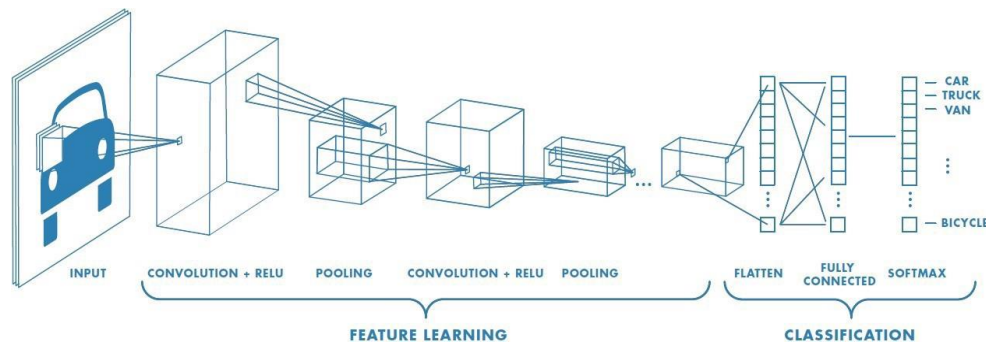 CAR
TRUCK
VAN
BICYCLE
INPUT
CONVOLUTION + RELU
POOLING
CONVOLUTION + RELU
POOLING
FLATTEN
FULLY
CONNECTED
SOFTMAX
FEATURE LEARNING
CLASSIFICATION